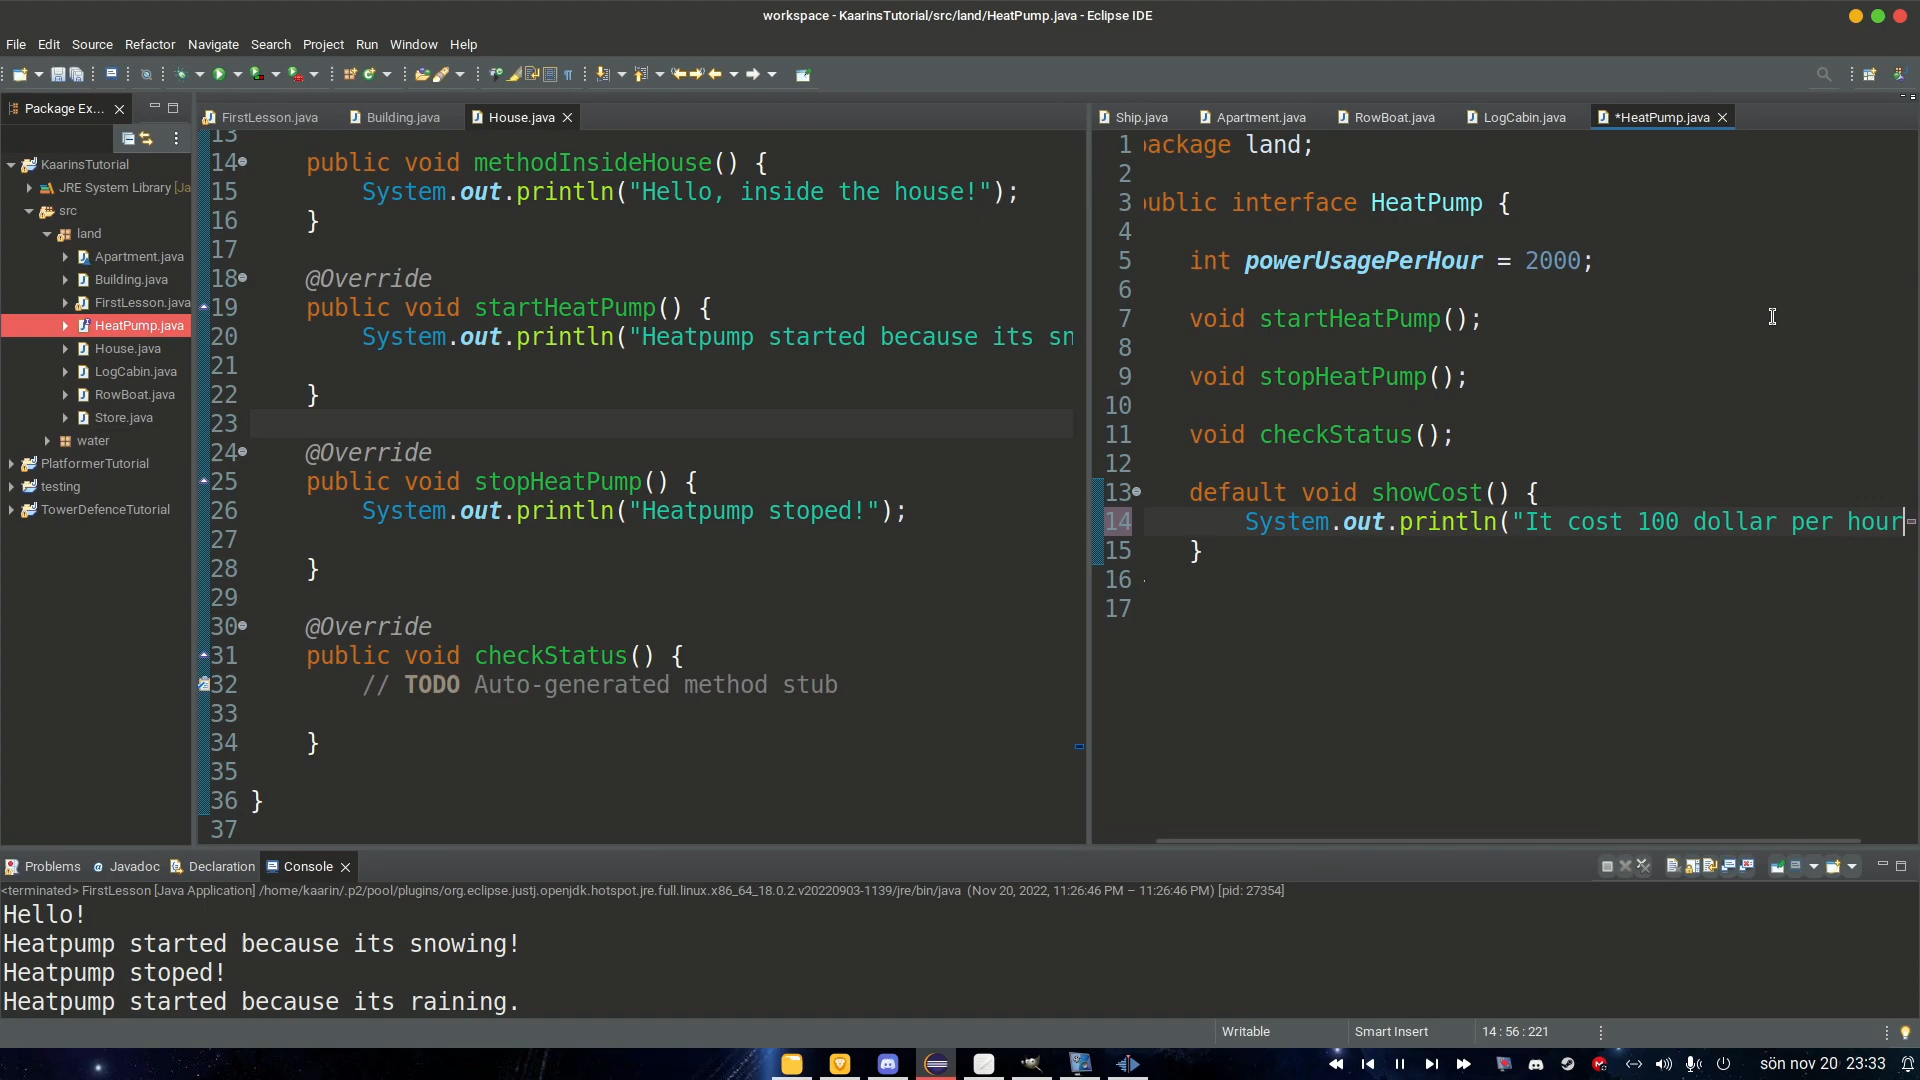 workspace - KaarinsTutorial/src/land/HeatPump.java - Eclipse IDE
File Edit Source Refactor Navigate Search Project Run Window Help
Package Ex...
KaarinsTutorial
JRE System Library [Ja
src
land
Apartment.java
Building.java
FirstLesson.java
HeatPump.java
House.java
LogCabin.java
RowBoat.java
Store.java
water
PlatformerTutorial
testing
TowerDefenceTutorial
FirstLesson.java Building.java House.java
13
14 public void methodInsideHouse() {
15 System.out.println("Hello, inside the house!");
16 }
17
18 @Override
19 public void startHeatPump() {
20 System.out.println("Heatpump started because its sn
21
22 }
23
24 @Override
25 public void stopHeatPump() {
26 System.out.println("Heatpump stoped!");
27
28 }
29
30 @Override
31 public void checkStatus() {
32 // TODO Auto-generated method stub
33
34 }
35
36 }
37
Ship.java Apartment.java RowBoat.java LogCabin.java *HeatPump.java
1 package land;
2
3 public interface HeatPump {
4
5 int powerUsagePerHour = 2000;
6
7 void startHeatPump();
8
9 void stopHeatPump();
10
11 void checkStatus();
12
13 default void showCost() {
14 System.out.println("It cost 100 dollar per hour
15 }
16
17
Problems Javadoc Declaration Console
<terminated> FirstLesson [Java Application] /home/kaarin/.p2/pool/plugins/org.eclipse.justj.openjdk.hotspot.jre.full.linux.x86_64_18.0.2.v20220903-1139/jre/bin/java (Nov 20, 2022, 11:26:46 PM – 11:26:46 PM) [pid: 27354]
Hello!
Heatpump started because its snowing!
Heatpump stoped!
Heatpump started because its raining.
Writable Smart Insert 14 : 56 : 221
sön nov 20 23:33